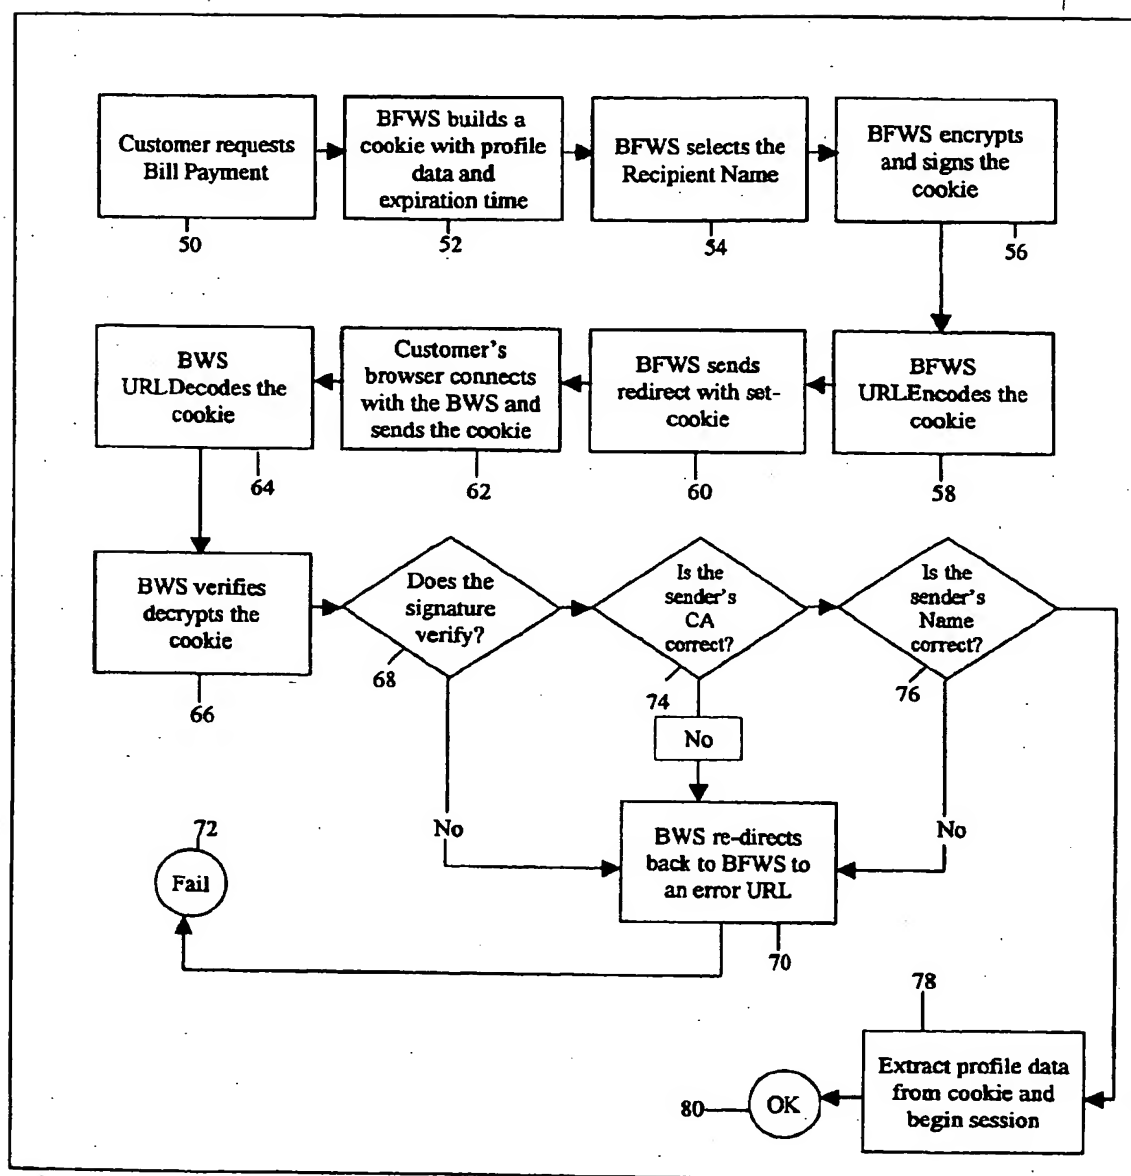 Customer requests
Bill Payment
50
BFWS builds a
cookie with profile
data and
expiration time
52
BFWS selects the
Recipient Name
54
BFWS encrypts
and signs the
cookie
56
BWS
URLDecodes the
cookie
64
Customer's
browser connects
with the BWS and
sends the cookie
62
BFWS sends
redirect with set-
cookie
60
BFWS
URLEncodes the
cookie
58
BWS verifies
decrypts the
cookie
66
Does the
signature
verify?
68
Is the
sender's
CA
correct?
74
Is the
sender's
Name
correct?
76
No
No
No
72
Fail
BWS re-directs
back to BFWS to
an error URL
70
78
Extract profile data
from cookie and
begin session
80
OK